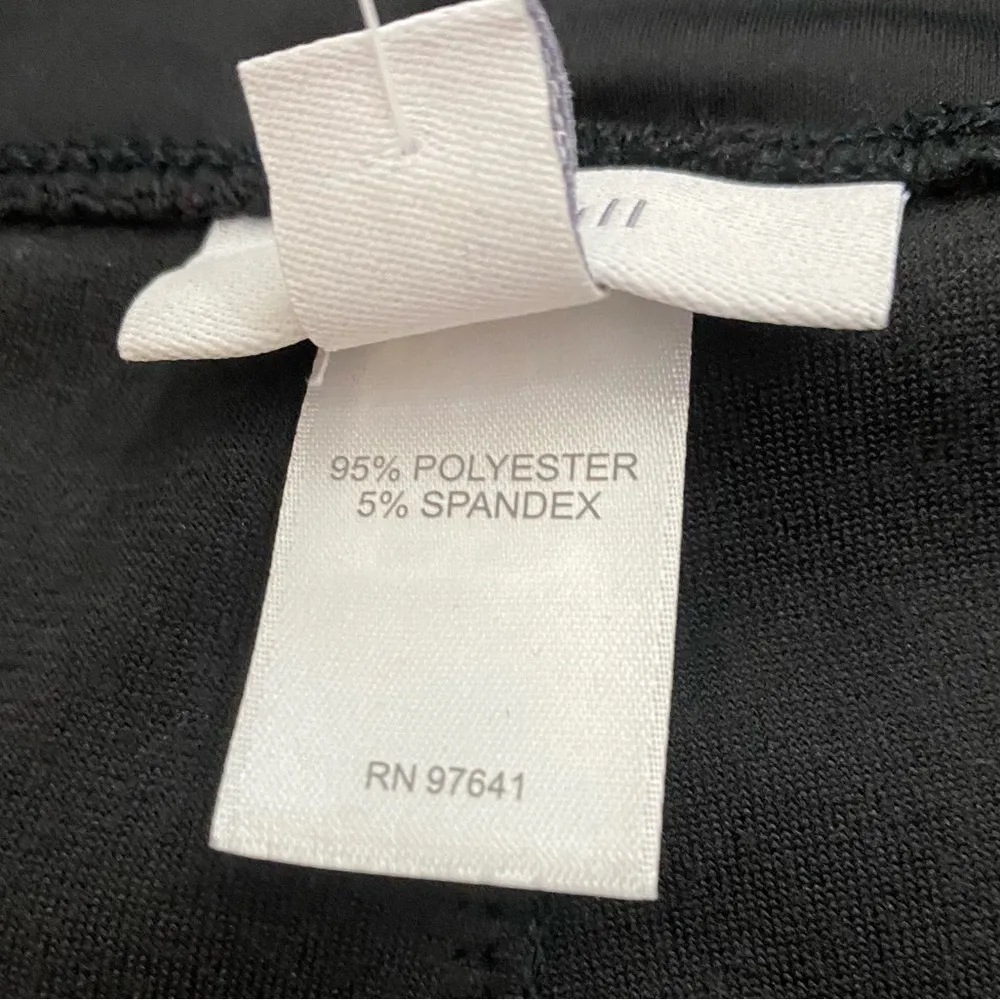 95% POLYESTER
5% SPANDEX
RN 97641